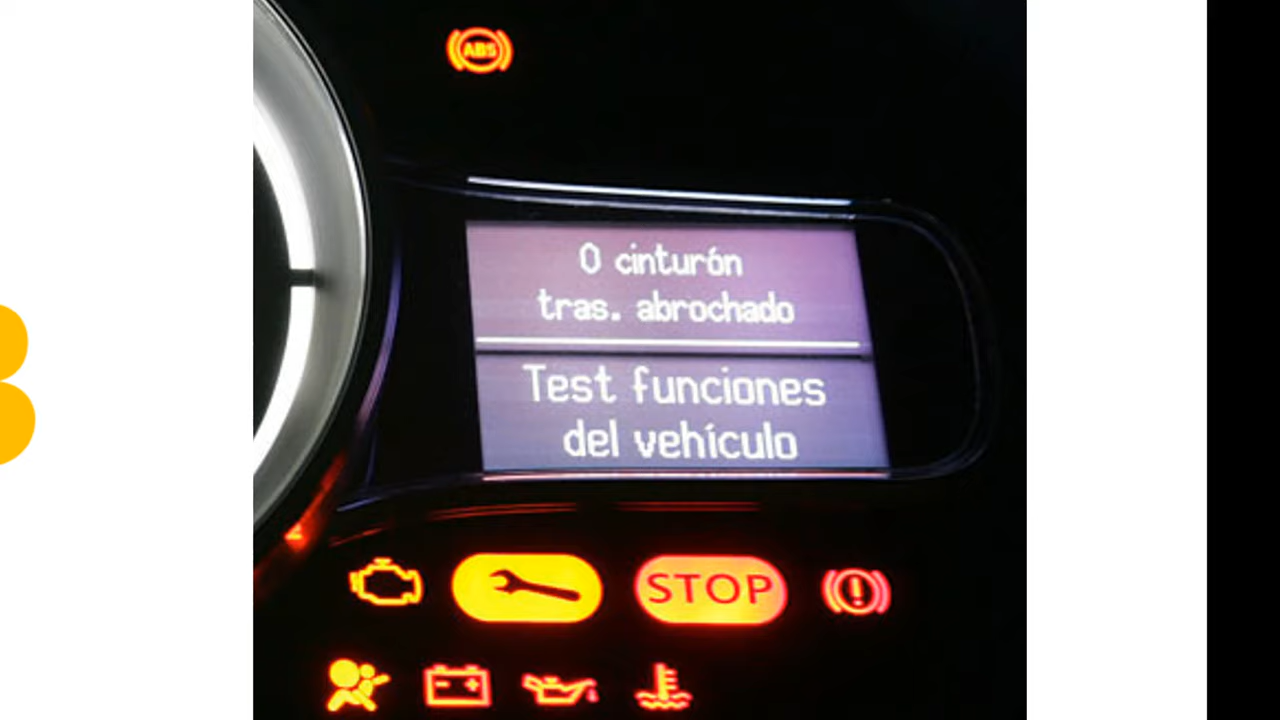 ABS
0 cinturón
tras. abrochado
Test funciones
del vehículo
STOP